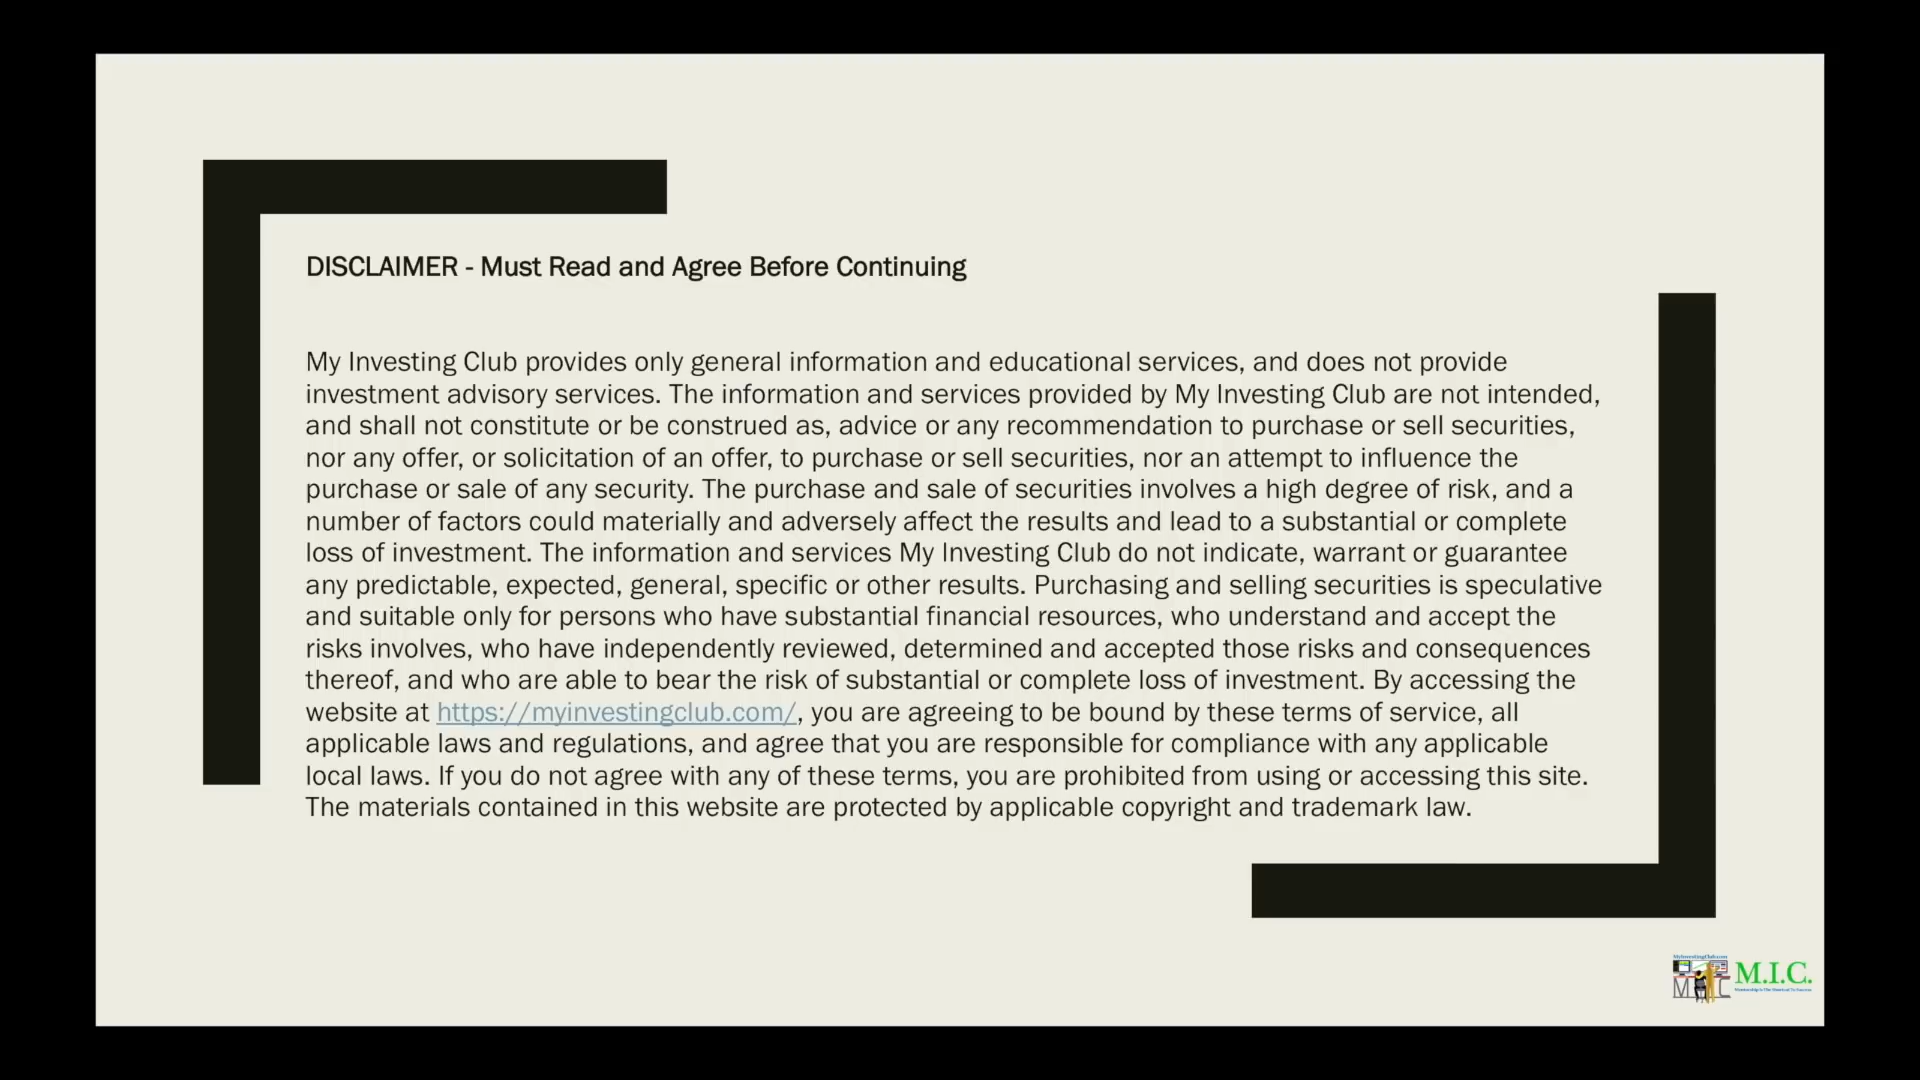 DISCLAIMER - Must Read and Agree Before Continuing
My Investing Club provides only general information and educational services, and does not provide
investment advisory services. The information and services provided by My Investing Club are not intended,
and shall not constitute or be construed as, advice or any recommendation to purchase or sell securities,
nor any offer, or solicitation of an offer, to purchase or sell securities, nor an attempt to influence the
purchase or sale of any security. The purchase and sale of securities involves a high degree of risk, and a
number of factors could materially and adversely affect the results and lead to a substantial or complete
loss of investment. The information and services My Investing Club do not indicate, warrant or guarantee
any predictable, expected, general, specific or other results. Purchasing and selling securities is speculative
and suitable only for persons who have substantial financial resources, who understand and accept the
risks involves, who have independently reviewed, determined and accepted those risks and consequences
thereof, and who are able to bear the risk of substantial or complete loss of investment. By accessing the
website at https://myinvestingclub.com/, you are agreeing to be bound by these terms of service, all
applicable laws and regulations, and agree that you are responsible for compliance with any applicable
local laws. If you do not agree with any of these terms, you are prohibited from using or accessing this site.
The materials contained in this website are protected by applicable copyright and trademark law.
MyInvestingClub.com
M.I.C.